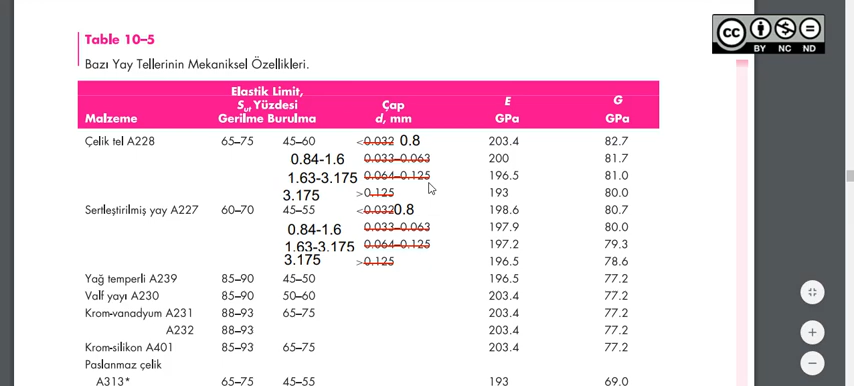 Table 10–5
Bazı Yay Tellerinin Mekaniksel Özellikleri.
Elastik Limit,
Sut Yüzdesi Çap E G
Malzeme Gerilme Burulma d, mm GPa GPa
Çelik tel A228 65–75 45–60 <0.032 0.8 203.4 82.7
0.84-1.6 0.033–0.063 200 81.7
1.63-3.175 0.064–0.125 196.5 81.0
3.175 >0.125 193 80.0
Sertleştirilmiş yay A227 60–70 45–55 <0.032 0.8 198.6 80.7
0.84-1.6 0.033–0.063 197.9 80.0
1.63-3.175 0.064–0.125 197.2 79.3
3.175 >0.125 196.5 78.6
Yağ temperli A239 85–90 45–50 196.5 77.2
Valf yayı A230 85–90 50–60 203.4 77.2
Krom-vanadyum A231 88–93 65–75 203.4 77.2
A232 88–93 203.4 77.2
Krom-silikon A401 85–93 65–75 203.4 77.2
Paslanmaz çelik
A313* 65–75 45–55 193 69.0
cc BY NC ND